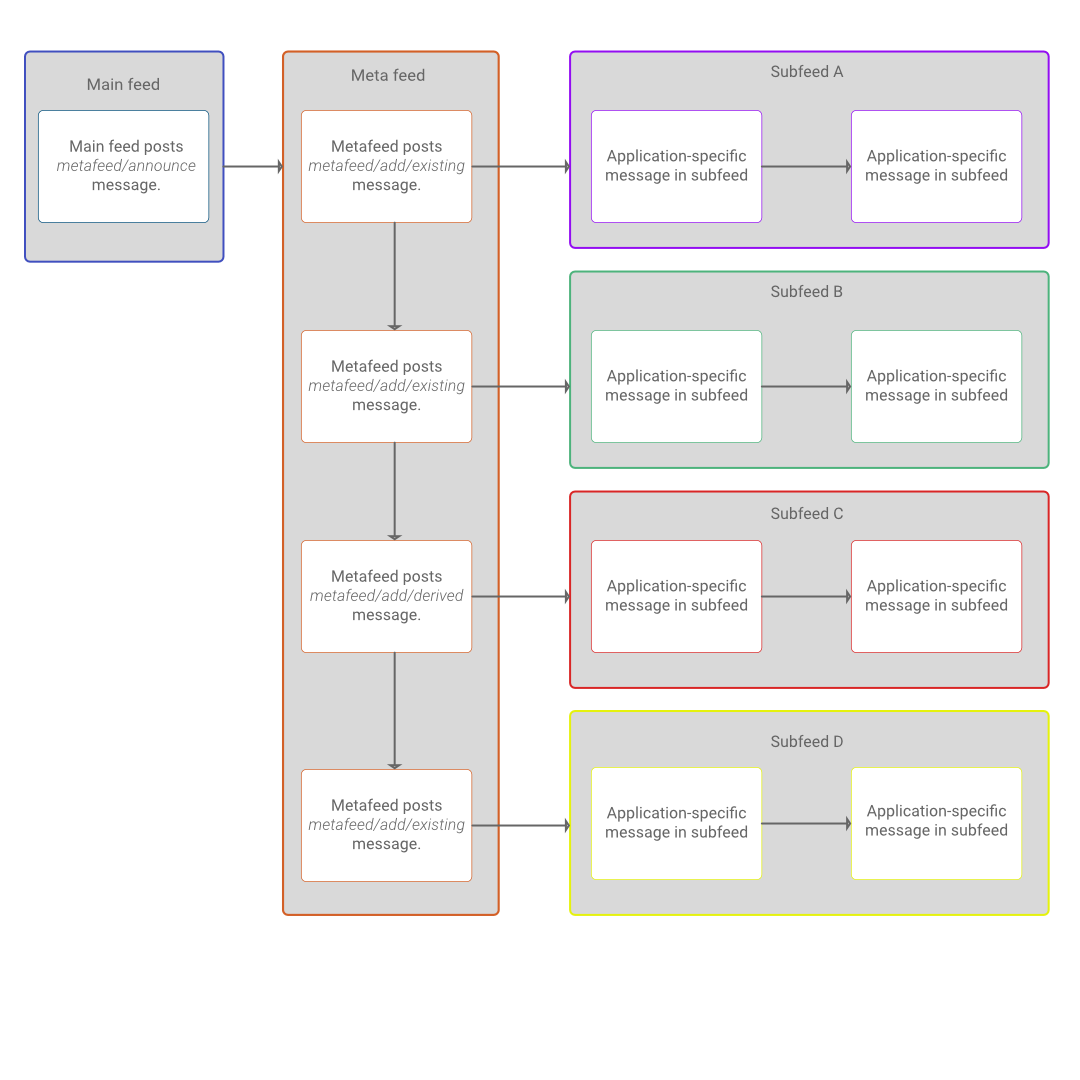 Main feed
Main feed posts
metafeed/announce
message.
Meta feed
Metafeed posts
metafeed/add/existing
message.
Metafeed posts
metafeed/add/existing
message.
Metafeed posts
metafeed/add/derived
message.
Metafeed posts
metafeed/add/existing
message.
Subfeed A
Application-specific
message in subfeed
Application-specific
message in subfeed
Subfeed B
Application-specific
message in subfeed
Application-specific
message in subfeed
Subfeed C
Application-specific
message in subfeed
Application-specific
message in subfeed
Subfeed D
Application-specific
message in subfeed
Application-specific
message in subfeed